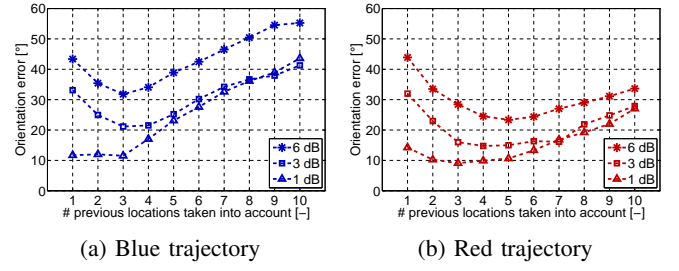 60
50
40
30
20
10
0
Orientation error [°]
6 dB
3 dB
1 dB
1 2 3 4 5 6 7 8 9 10
# previous locations taken into account [−]
(a) Blue trajectory
60
50
40
30
20
10
0
Orientation error [°]
6 dB
3 dB
1 dB
1 2 3 4 5 6 7 8 9 10
# previous locations taken into account [−]
(b) Red trajectory